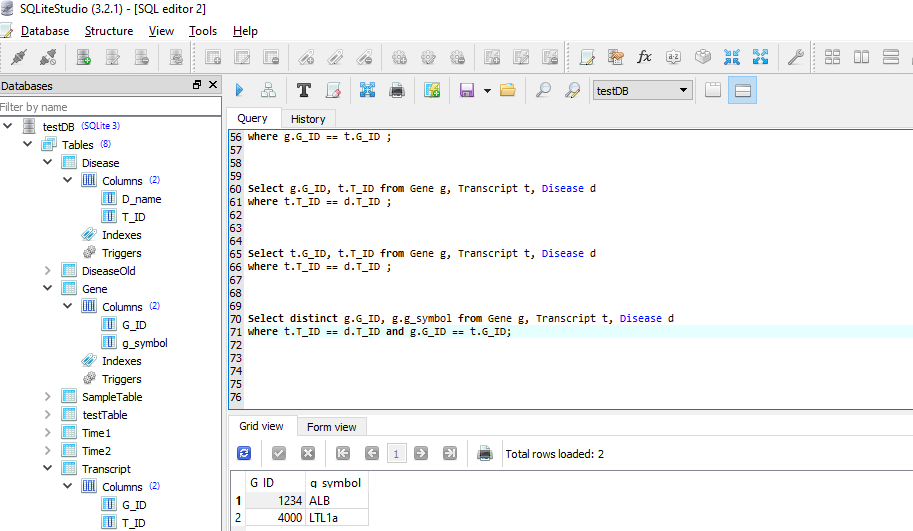 SQLiteStudio (3.2.1) - [SQL editor 2]
Database Structure View Tools Help
Databases
Filter by name
testDB (SQLite 3)
Tables (8)
Disease
Columns (2)
D_name
T_ID
Indexes
Triggers
DiseaseOld
Gene
Columns (2)
G_ID
g_symbol
Indexes
Triggers
SampleTable
testTable
Time1
Time2
Transcript
Columns (2)
G_ID
T_ID
testDB
Query History
56 where g.G_ID == t.G_ID ;
57
58
59
60 Select g.G_ID, t.T_ID from Gene g, Transcript t, Disease d
61 where t.T_ID == d.T_ID ;
62
63
64
65 Select t.G_ID, t.T_ID from Gene g, Transcript t, Disease d
66 where t.T_ID == d.T_ID ;
67
68
69
70 Select distinct g.G_ID, g.g_symbol from Gene g, Transcript t, Disease d
71 where t.T_ID == d.T_ID and g.G_ID == t.G_ID;
72
73
74
75
76
Grid view Form view
1 Total rows loaded: 2
G_ID g_symbol
1 1234 ALB
2 4000 LTL1a